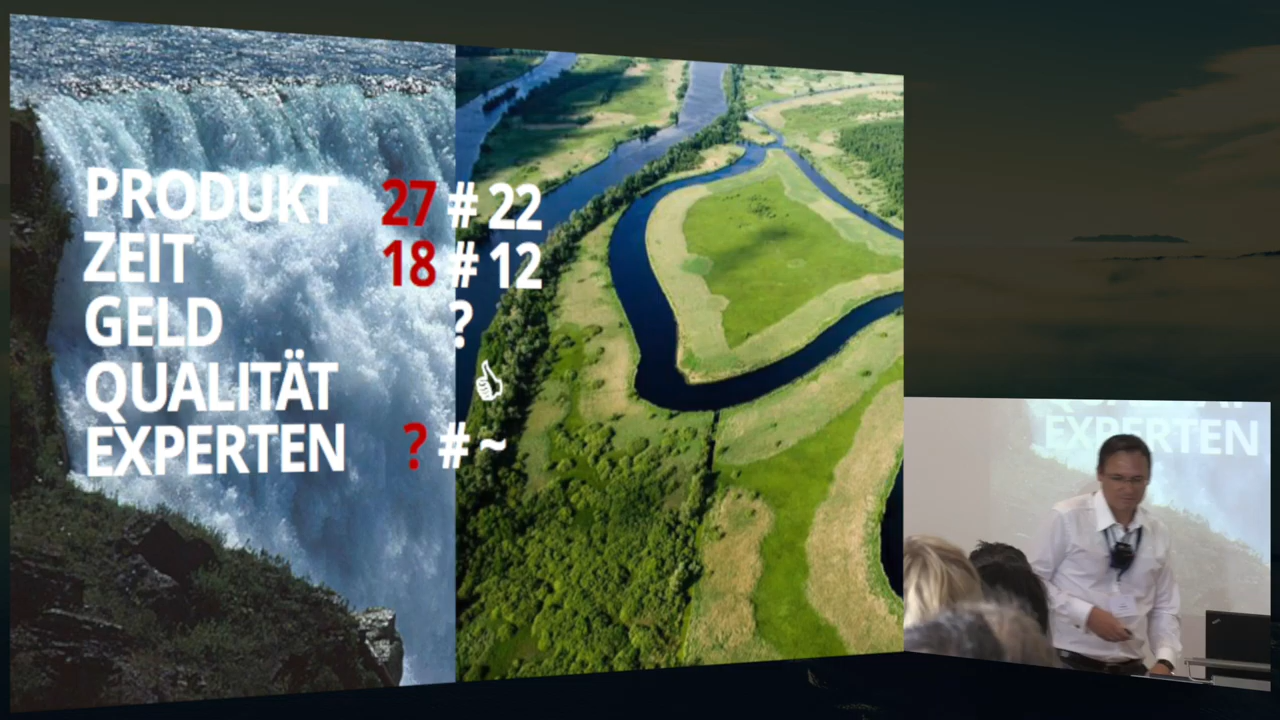 PRODUKT 27 # 22
ZEIT 18 # 12
GELD ?
QUALITÄT 👍
EXPERTEN ? # ~
EXPERTEN